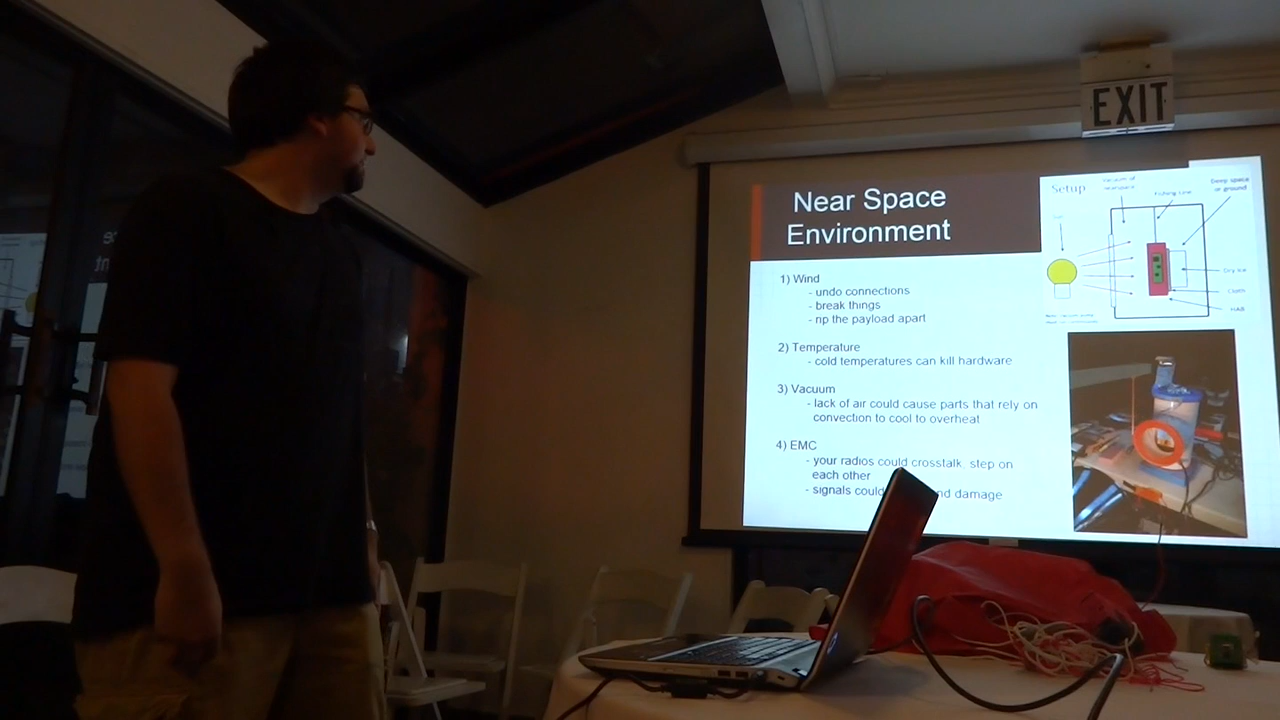 EXIT
Near Space
Environment
1) Wind
- undo connections
- break things
- rip the payload apart
2) Temperature
- cold temperatures can kill hardware
3) Vacuum
- lack of air could cause parts that rely on
convection to cool to overheat
4) EMC
- your radios could crosstalk, step on
each other
- signals could nd damage
Setup
Vacuum of
Fishing Line
Deep space
or ground
Sun
Dry Ice
Cloth
HAB